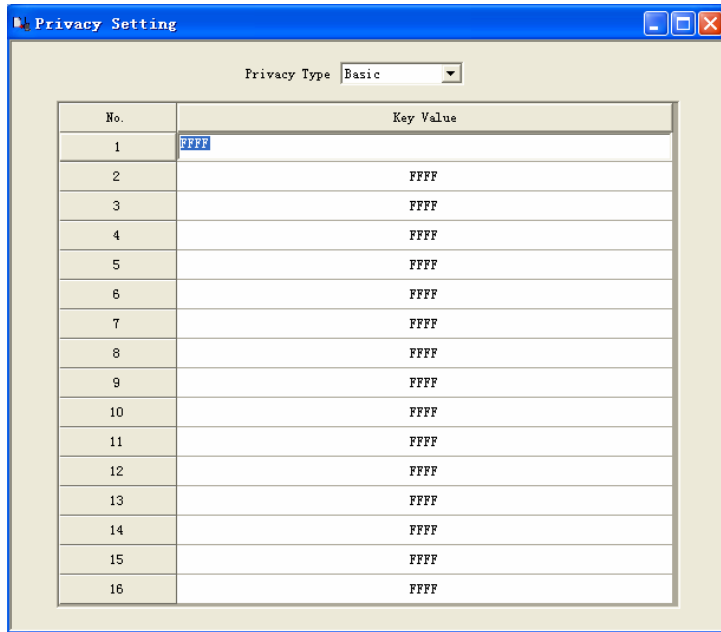 Privacy Setting
Privacy Type Basic
No. Key Value
1 FFFF
2 FFFF
3 FFFF
4 FFFF
5 FFFF
6 FFFF
7 FFFF
8 FFFF
9 FFFF
10 FFFF
11 FFFF
12 FFFF
13 FFFF
14 FFFF
15 FFFF
16 FFFF